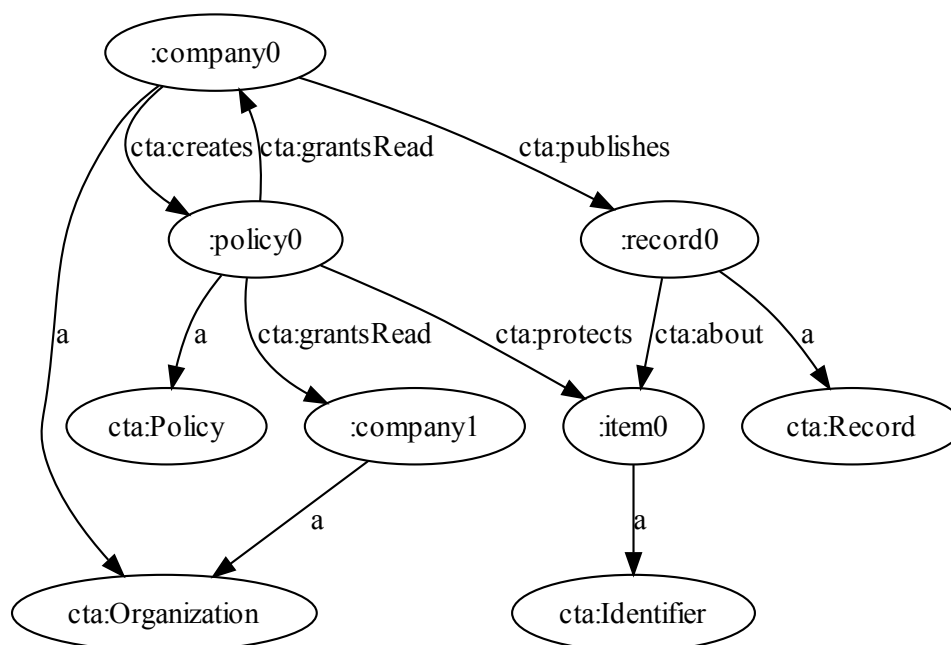 :company0
cta:creates
cta:grantsRead
cta:publishes
:policy0
:record0
a
a
cta:grantsRead
cta:protects
cta:about
a
cta:Policy
:company1
:item0
cta:Record
a
a
cta:Organization
cta:Identifier